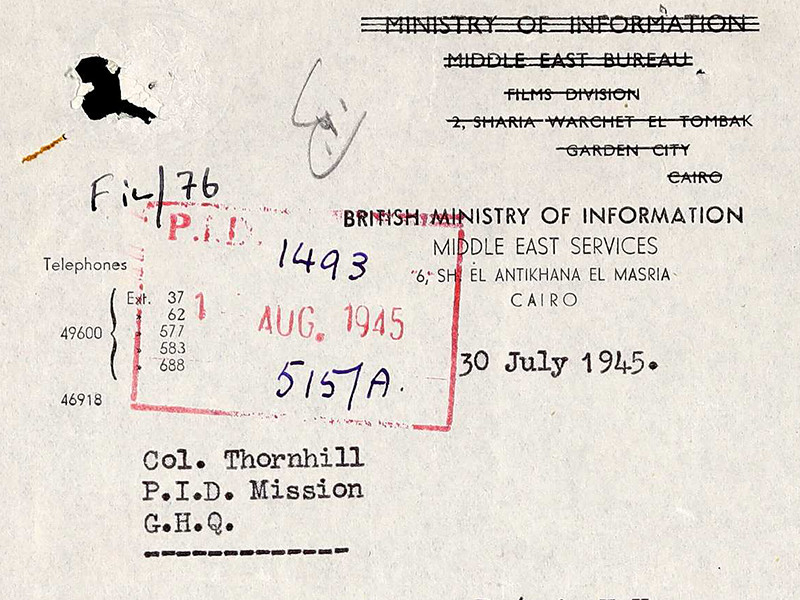 MINISTRY OF INFORMATION
MIDDLE EAST BUREAU
FILMS DIVISION
2, SHARIA WARCHET EL TOMBAK
GARDEN CITY
CAIRO
Fil/76
BRITISH MINISTRY OF INFORMATION
MIDDLE EAST SERVICES
6, SH. EL ANTIKHANA EL MASRIA
CAIRO
P.I.D.
1493
1 AUG. 1945
515/A.
Telephones
Ext. 37
" 62
49600 " 577
" 583
" 688
46918
30 July 1945.
Col. Thornhill
P.I.D. Mission
G.H.Q.